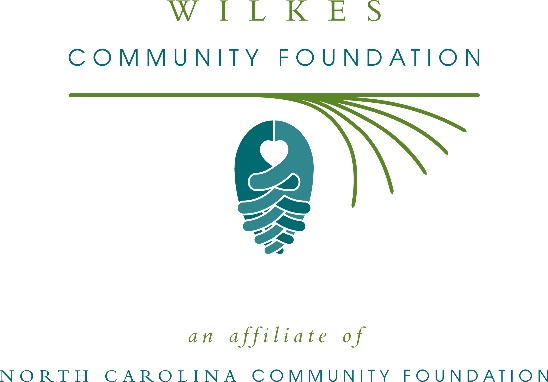 WILKES
COMMUNITY FOUNDATION
an affiliate of
NORTH CAROLINA COMMUNITY FOUNDATION